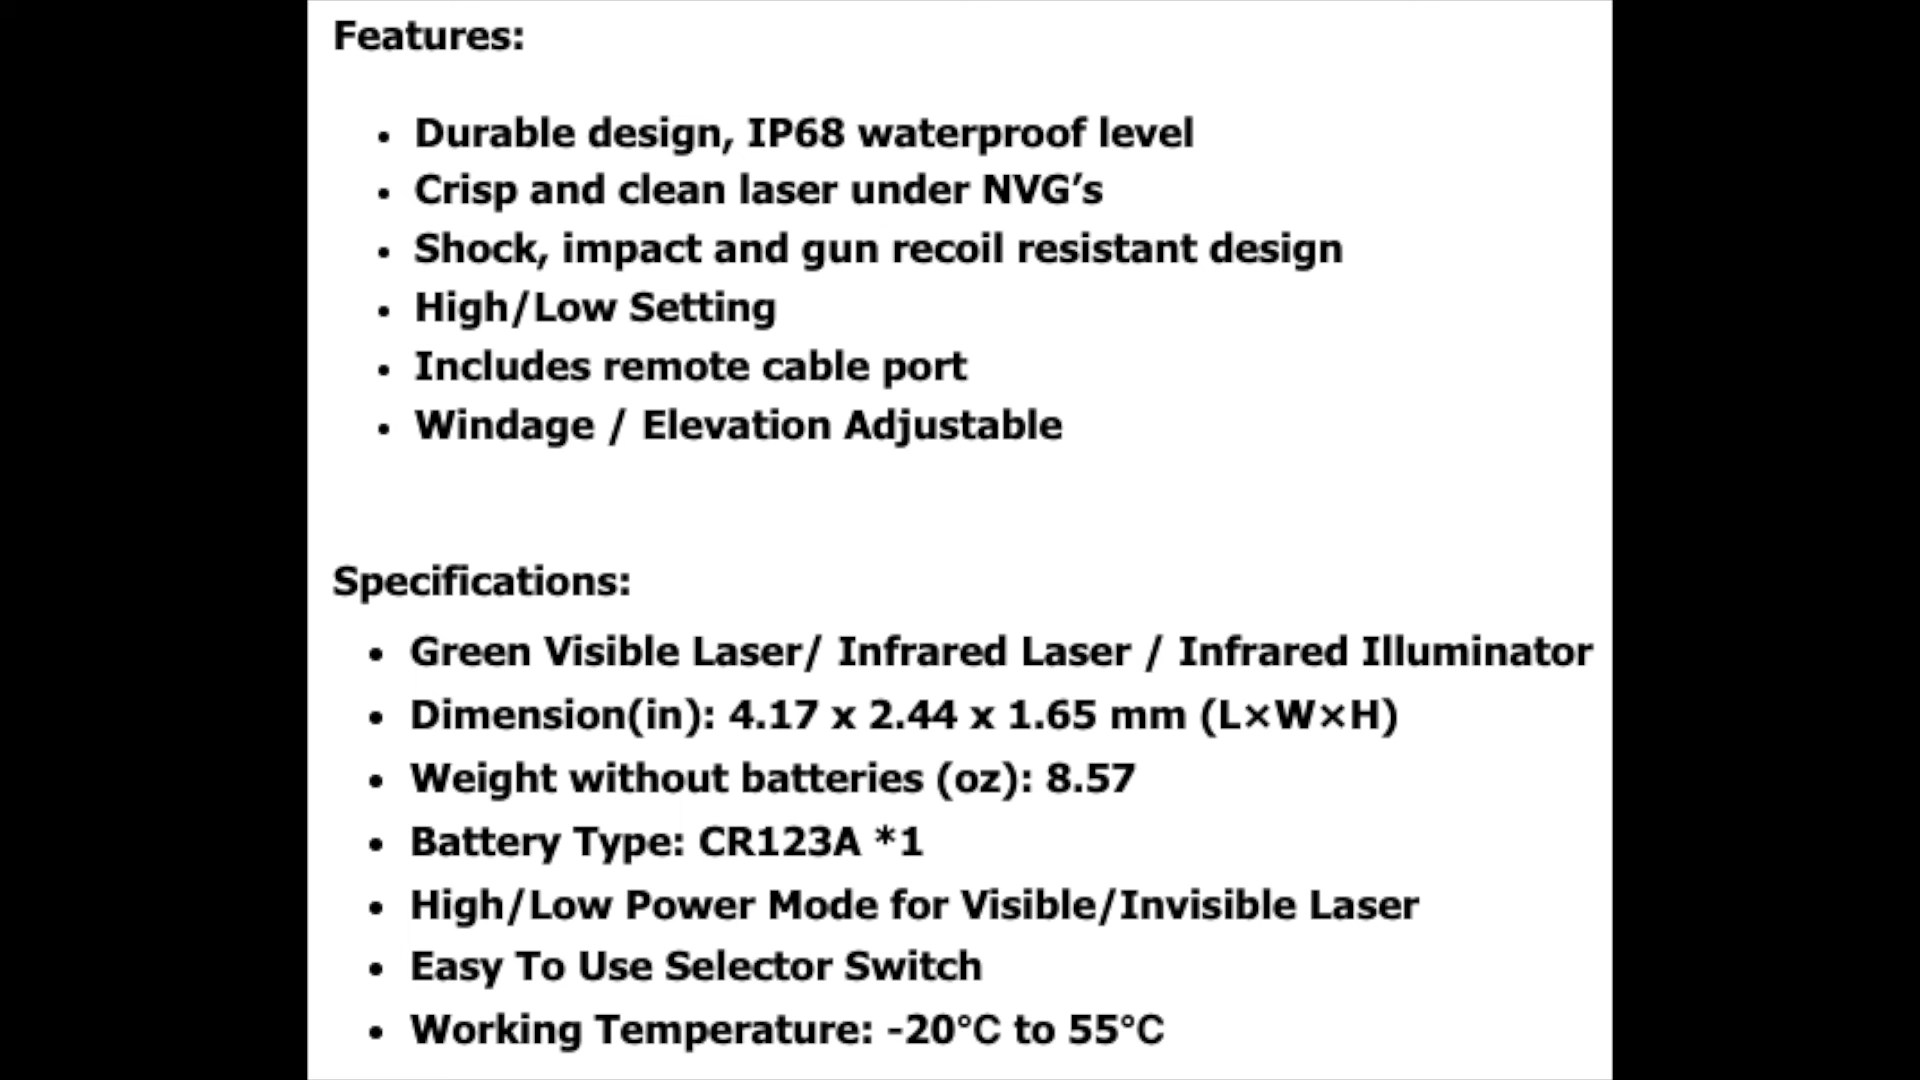 Features:
• Durable design, IP68 waterproof level
• Crisp and clean laser under NVG’s
• Shock, impact and gun recoil resistant design
• High/Low Setting
• Includes remote cable port
• Windage / Elevation Adjustable
Specifications:
• Green Visible Laser/ Infrared Laser / Infrared Illuminator
• Dimension(in): 4.17 x 2.44 x 1.65 mm (L×W×H)
• Weight without batteries (oz): 8.57
• Battery Type: CR123A *1
• High/Low Power Mode for Visible/Invisible Laser
• Easy To Use Selector Switch
• Working Temperature: -20°C to 55°C